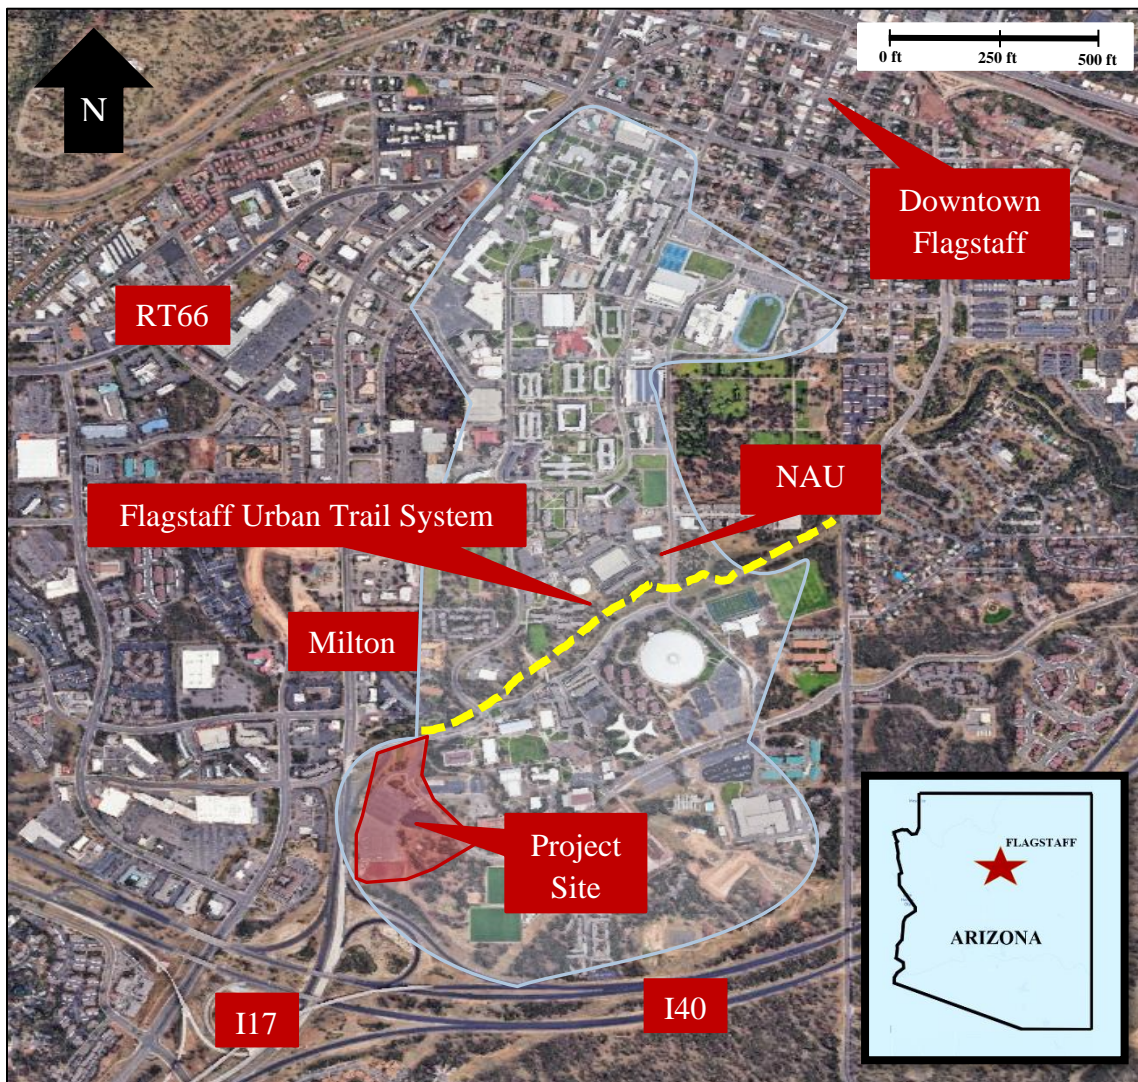 N
0 ft 250 ft 500 ft
Downtown
Flagstaff
RT66
NAU
Flagstaff Urban Trail System
Milton
Project
Site
FLAGSTAFF
ARIZONA
I17
I40